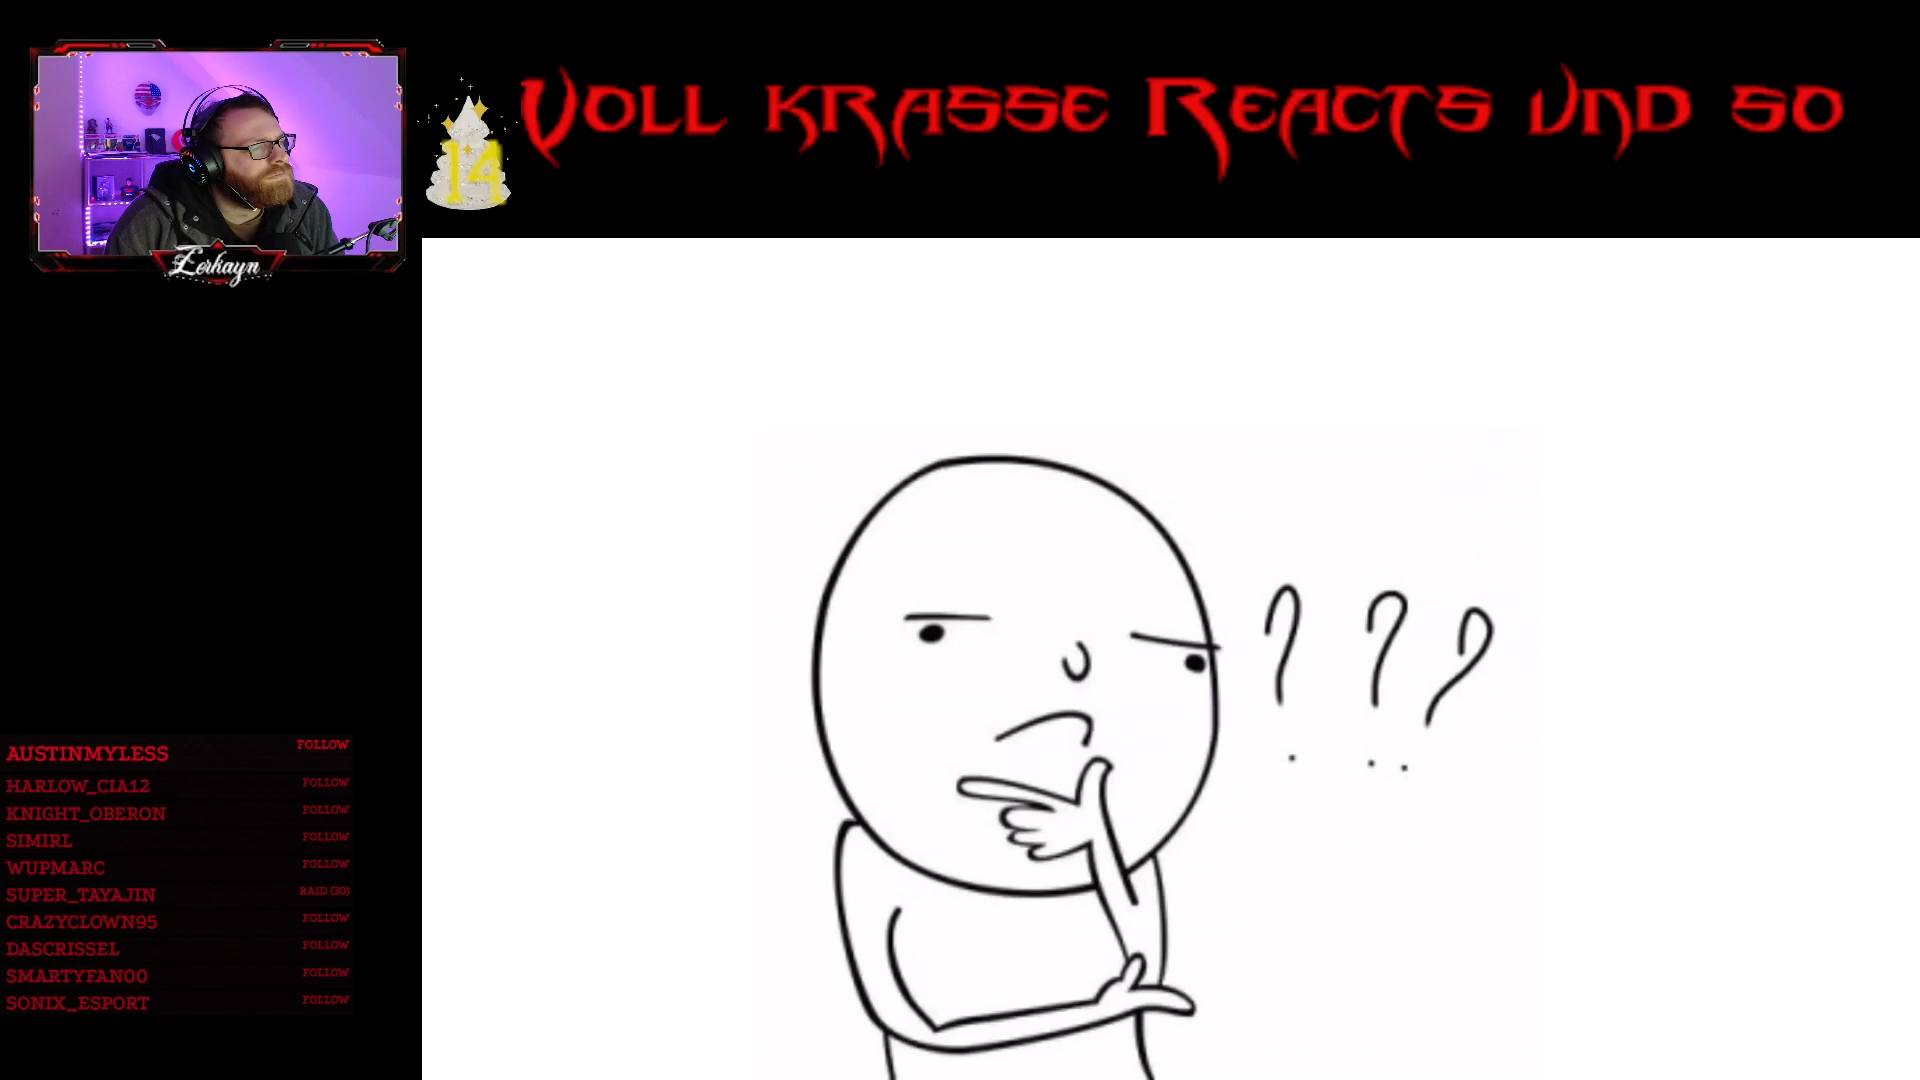 Voll krasse Reacts und so
14
Zerkayn
? ? ?
AUSTINMYLESS FOLLOW
HARLOW_CIA12 FOLLOW
KNIGHT_OBERON FOLLOW
SIMIRL FOLLOW
WUPMARC FOLLOW
SUPER_TAYAJIN RAID (30)
CRAZYCLOWN95 FOLLOW
DASCRISSEL FOLLOW
SMARTYFAN00 FOLLOW
SONIX_ESPORT FOLLOW